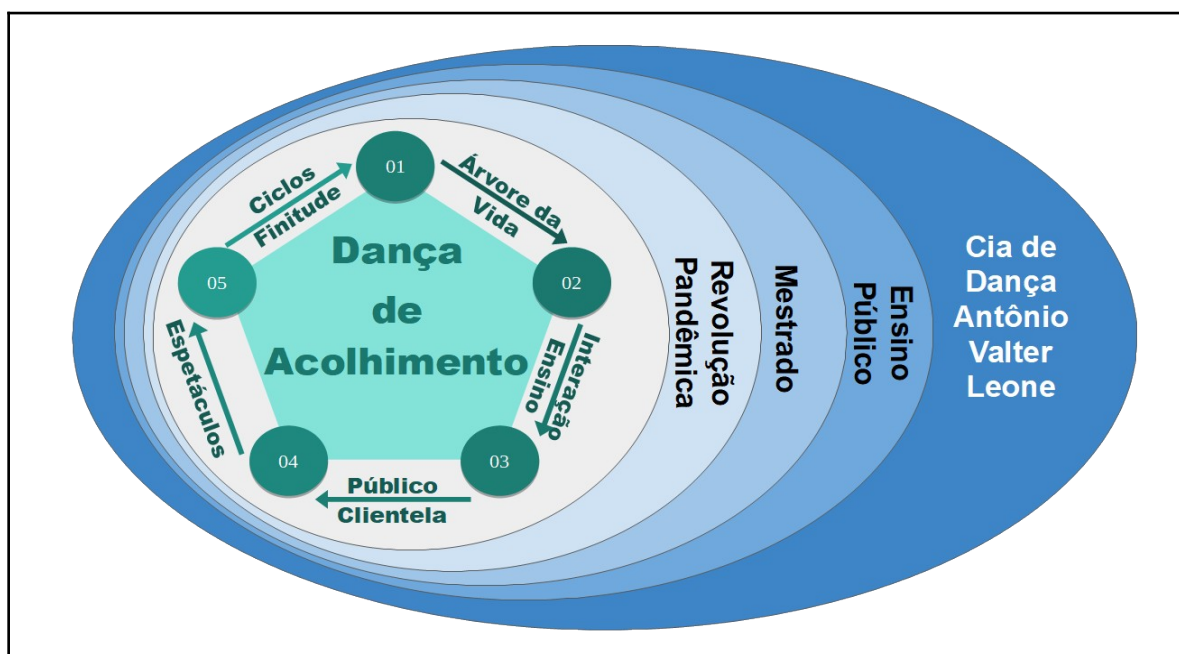 01
Árvore da
Vida
02
Interação
Ensino
03
Público
Clientela
04
Espetáculos
05
Ciclos
Finitude
Dança
de
Acolhimento
Revolução
Pandêmica
Mestrado
Ensino
Público
Cia de
Dança
Antônio
Valter
Leone